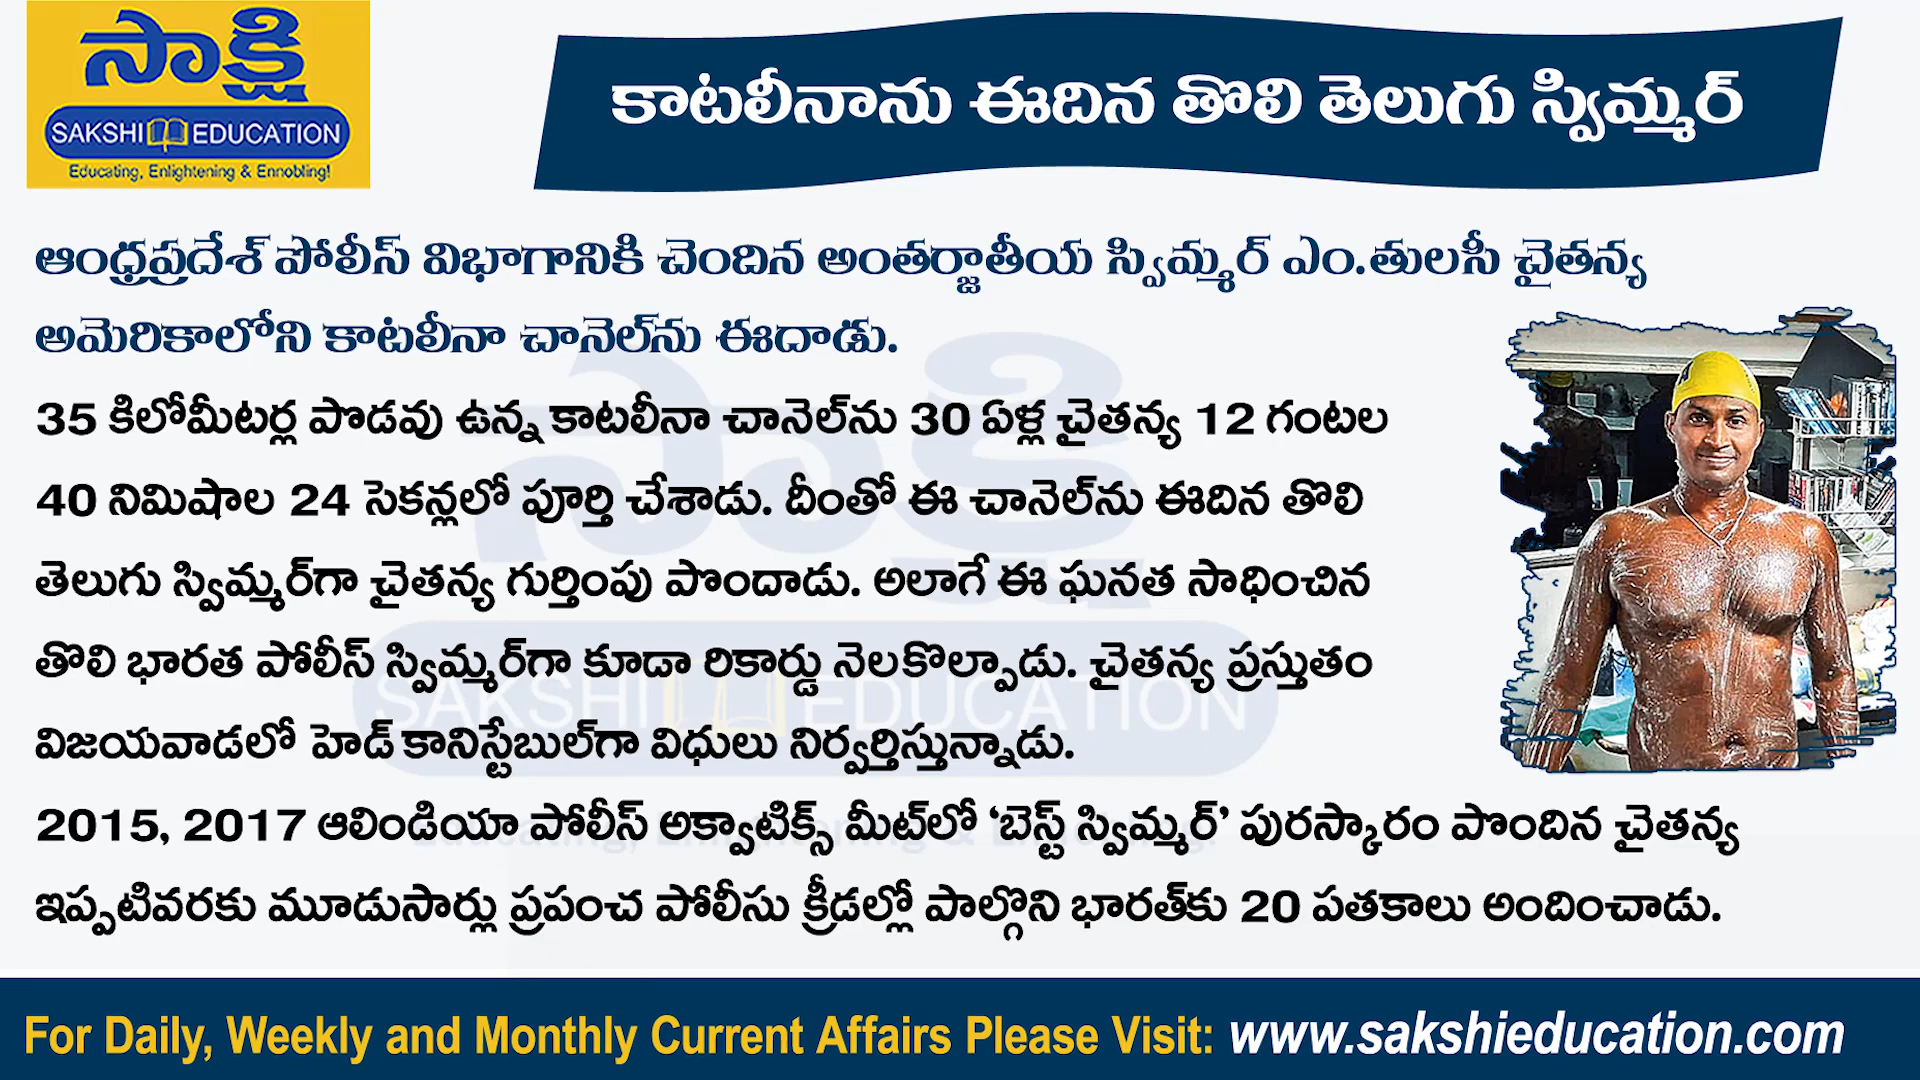 సాక్షి
SAKSHI EDUCATION
Educating, Enlightening & Ennobling!
కాటలీనాను ఈదిన తొలి తెలుగు స్విమ్మర్
ఆంధ్రప్రదేశ్ పోలీస్ విభాగానికి చెందిన అంతర్జాతీయ స్విమ్మర్ ఎం.తులసీ చైతన్య
అమెరికాలోని కాటలీనా చానెల్‌ను ఈదాడు.
35 కిలోమీటర్ల పొడవు ఉన్న కాటలీనా చానెల్‌ను 30 ఏళ్ల చైతన్య 12 గంటల
40 నిమిషాల 24 సెకన్లలో పూర్తి చేశాడు. దీంతో ఈ చానెల్‌ను ఈదిన తొలి
తెలుగు స్విమ్మర్‌గా చైతన్య గుర్తింపు పొందాడు. అలాగే ఈ ఘనత సాధించిన
తొలి భారత పోలీస్ స్విమ్మర్‌గా కూడా రికార్డు నెలకొల్పాడు. చైతన్య ప్రస్తుతం
విజయవాడలో హెడ్ కానిస్టేబుల్‌గా విధులు నిర్వర్తిస్తున్నాడు.
2015, 2017 ఆలిండియా పోలీస్ అక్వాటిక్స్ మీట్‌లో ‘బెస్ట్ స్విమ్మర్’ పురస్కారం పొందిన చైతన్య
ఇప్పటివరకు మూడుసార్లు ప్రపంచ పోలీసు క్రీడల్లో పాల్గొని భారత్‌కు 20 పతకాలు అందించాడు.
For Daily, Weekly and Monthly Current Affairs Please Visit: www.sakshieducation.com